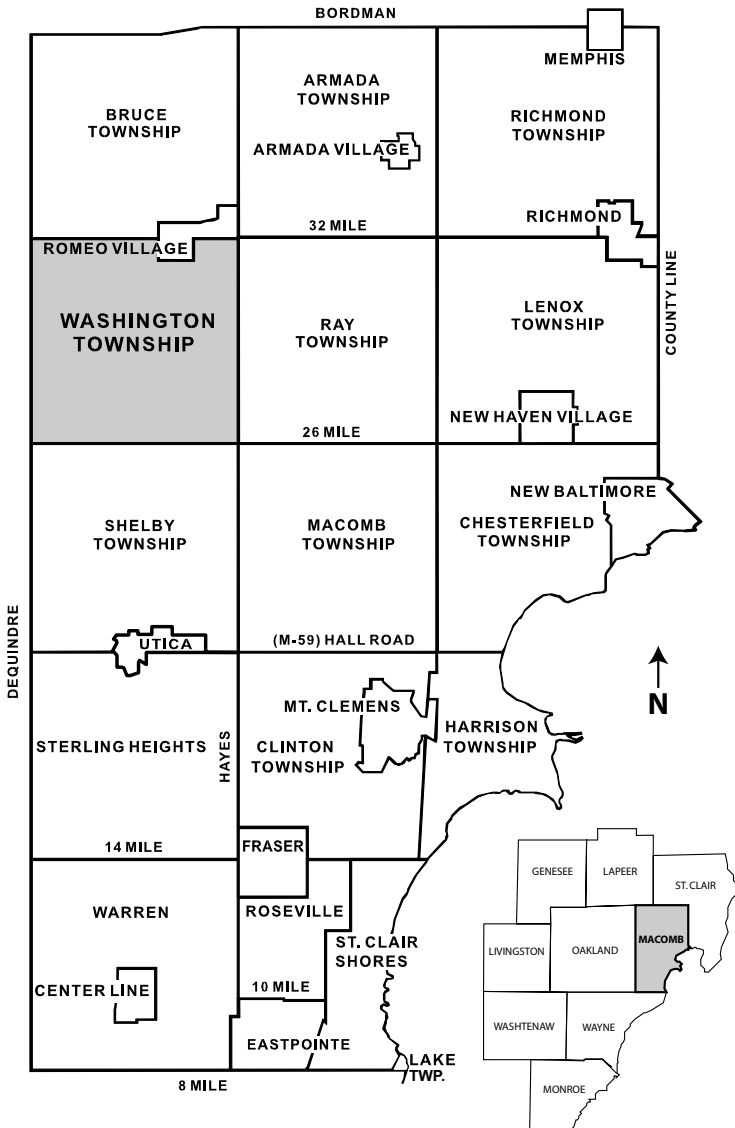 BORDMAN
MEMPHIS
ARMADA
TOWNSHIP
BRUCE
TOWNSHIP
RICHMOND
TOWNSHIP
ARMADA VILLAGE
RICHMOND
32 MILE
ROMEO VILLAGE
COUNTY LINE
WASHINGTON
TOWNSHIP
RAY
TOWNSHIP
LENOX
TOWNSHIP
NEW HAVEN VILLAGE
26 MILE
NEW BALTIMORE
SHELBY
TOWNSHIP
MACOMB
TOWNSHIP
CHESTERFIELD
TOWNSHIP
DEQUINDRE
UTICA
(M-59) HALL ROAD
N
MT. CLEMENS
HARRISON
TOWNSHIP
STERLING HEIGHTS
HAYES
CLINTON
TOWNSHIP
14 MILE
FRASER
WARREN
ROSEVILLE
ST. CLAIR
SHORES
CENTER LINE
10 MILE
EASTPOINTE
LAKE
TWP.
8 MILE
GENESEE
LAPEER
ST. CLAIR
LIVINGSTON
OAKLAND
MACOMB
WASHTENAW
WAYNE
MONROE